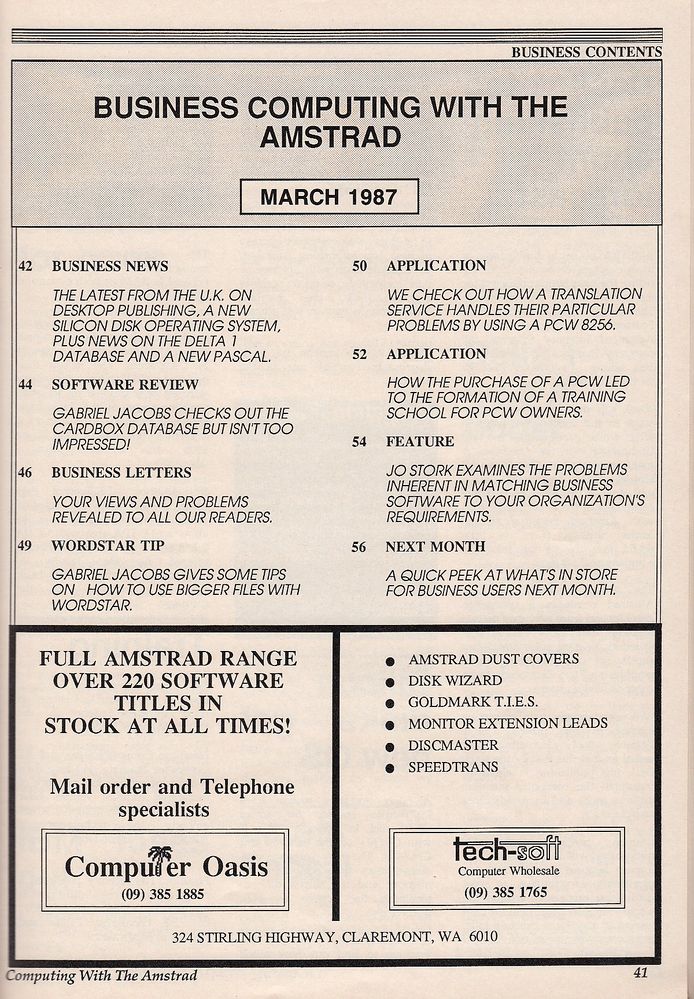 BUSINESS CONTENTS
BUSINESS COMPUTING WITH THE
AMSTRAD
MARCH 1987
42 BUSINESS NEWS
THE LATEST FROM THE U.K. ON
DESKTOP PUBLISHING, A NEW
SILICON DISK OPERATING SYSTEM,
PLUS NEWS ON THE DELTA 1
DATABASE AND A NEW PASCAL.
44 SOFTWARE REVIEW
GABRIEL JACOBS CHECKS OUT THE
CARDBOX DATABASE BUT ISN'T TOO
IMPRESSED!
46 BUSINESS LETTERS
YOUR VIEWS AND PROBLEMS
REVEALED TO ALL OUR READERS.
49 WORDSTAR TIP
GABRIEL JACOBS GIVES SOME TIPS
ON HOW TO USE BIGGER FILES WITH
WORDSTAR.
50 APPLICATION
WE CHECK OUT HOW A TRANSLATION
SERVICE HANDLES THEIR PARTICULAR
PROBLEMS BY USING A PCW 8256.
52 APPLICATION
HOW THE PURCHASE OF A PCW LED
TO THE FORMATION OF A TRAINING
SCHOOL FOR PCW OWNERS.
54 FEATURE
JO STORK EXAMINES THE PROBLEMS
INHERENT IN MATCHING BUSINESS
SOFTWARE TO YOUR ORGANIZATION'S
REQUIREMENTS.
56 NEXT MONTH
A QUICK PEEK AT WHAT'S IN STORE
FOR BUSINESS USERS NEXT MONTH.
FULL AMSTRAD RANGE
OVER 220 SOFTWARE
TITLES IN
STOCK AT ALL TIMES!
Mail order and Telephone
specialists
Computer Oasis
(09) 385 1885
● AMSTRAD DUST COVERS
● DISK WIZARD
● GOLDMARK T.I.E.S.
● MONITOR EXTENSION LEADS
● DISCMASTER
● SPEEDTRANS
tech-soft
Computer Wholesale
(09) 385 1765
324 STIRLING HIGHWAY, CLAREMONT, WA 6010
Computing With The Amstrad
41